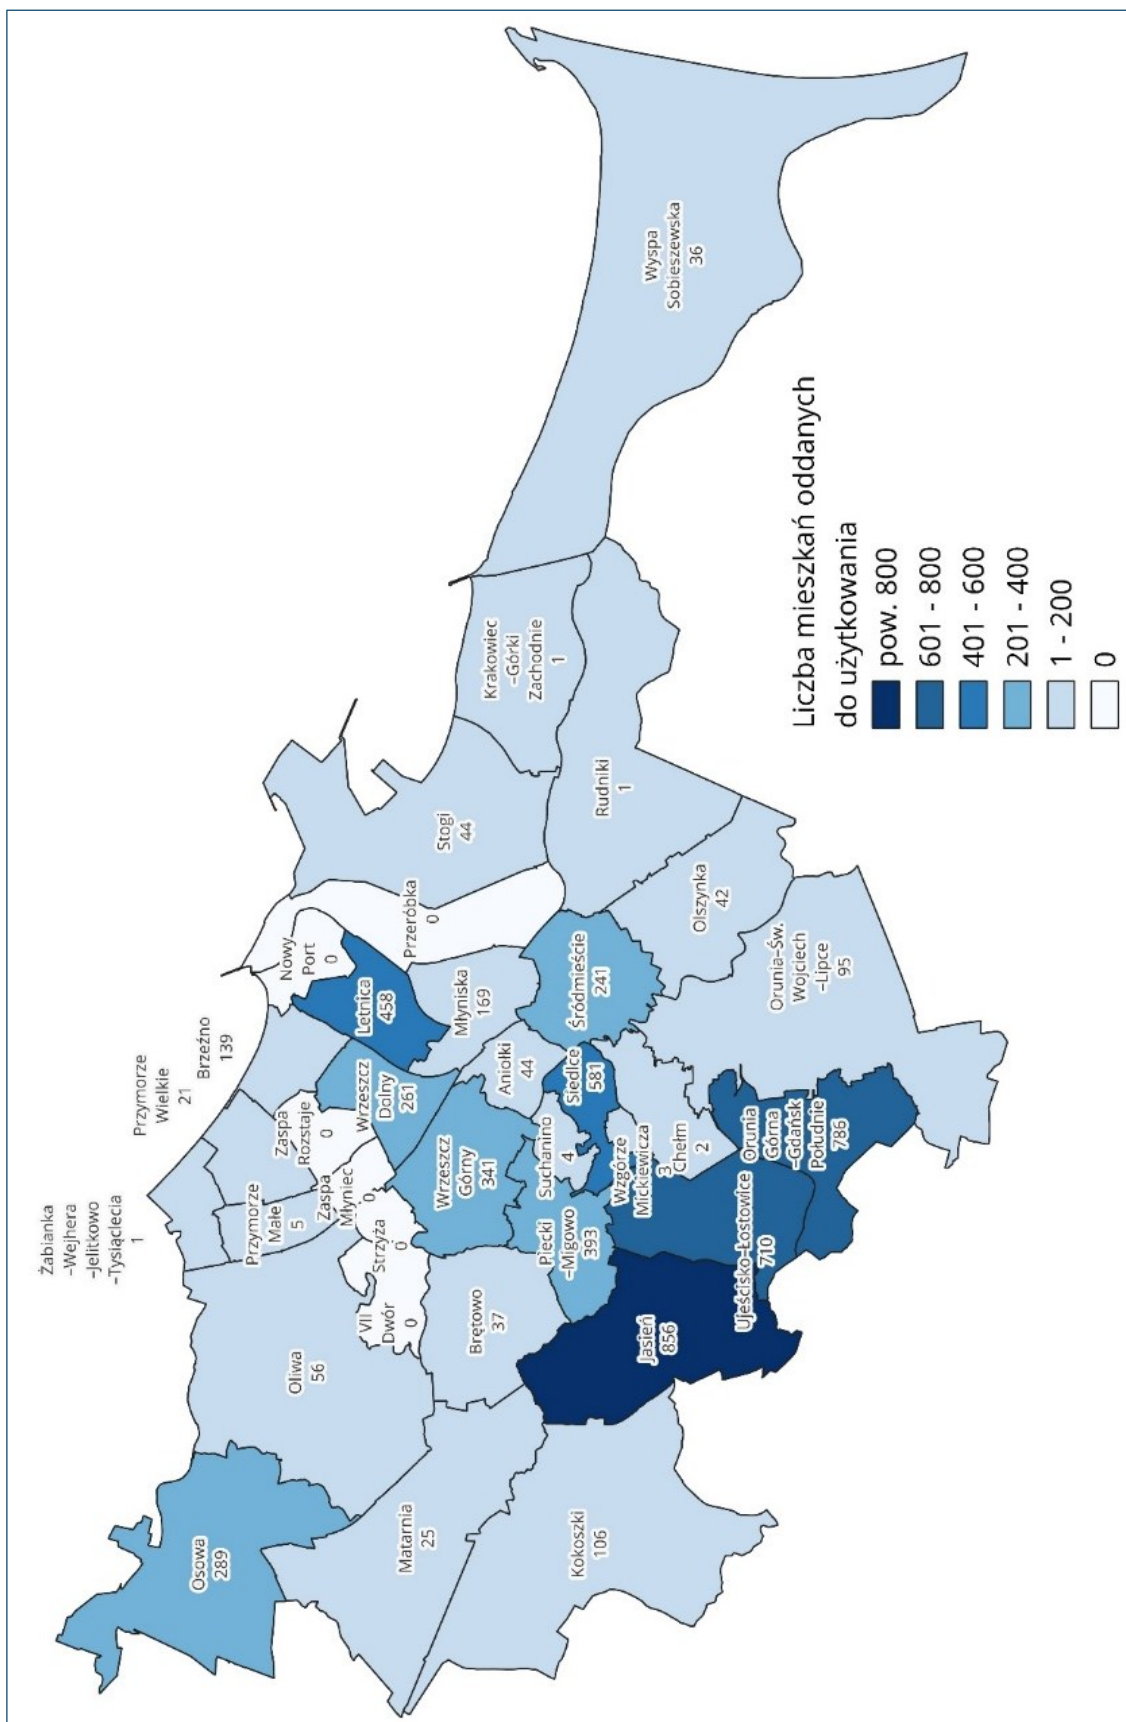 Żabianka
–Wejhera
–Jelitkowo
–Tysiąclecia
1
Przymorze
Wielkie
21
Brzeźno
139
Osowa
289
Oliwa
56
Przymorze
Małe
5
Zaspa
Rozstaje
0
Zaspa
Młyniec
0
Nowy
Port
0
VII
Dwór
0
Strzyża
0
Wrzeszcz
Dolny
261
Letnica
458
Przeróbka
0
Stogi
44
Krakowiec
–Górki
Zachodnie
1
Wyspa
Sobieszewska
36
Matarnia
25
Brętowo
37
Wrzeszcz
Górny
341
Aniołki
44
Młyniska
169
Kokoszki
106
Piecki
–Migowo
393
Suchanino
4
Siedlce
581
Śródmieście
241
Rudniki
1
Jasień
856
Wzgórze
Mickiewicza
3
Chełm
2
Olszynka
42
Ujeścisko-Łostowice
710
Orunia
Górna
–Gdańsk
Południe
786
Orunia–Św.
Wojciech
–Lipce
95
Liczba mieszkań oddanych
do użytkowania
pow. 800
601 - 800
401 - 600
201 - 400
1 - 200
0